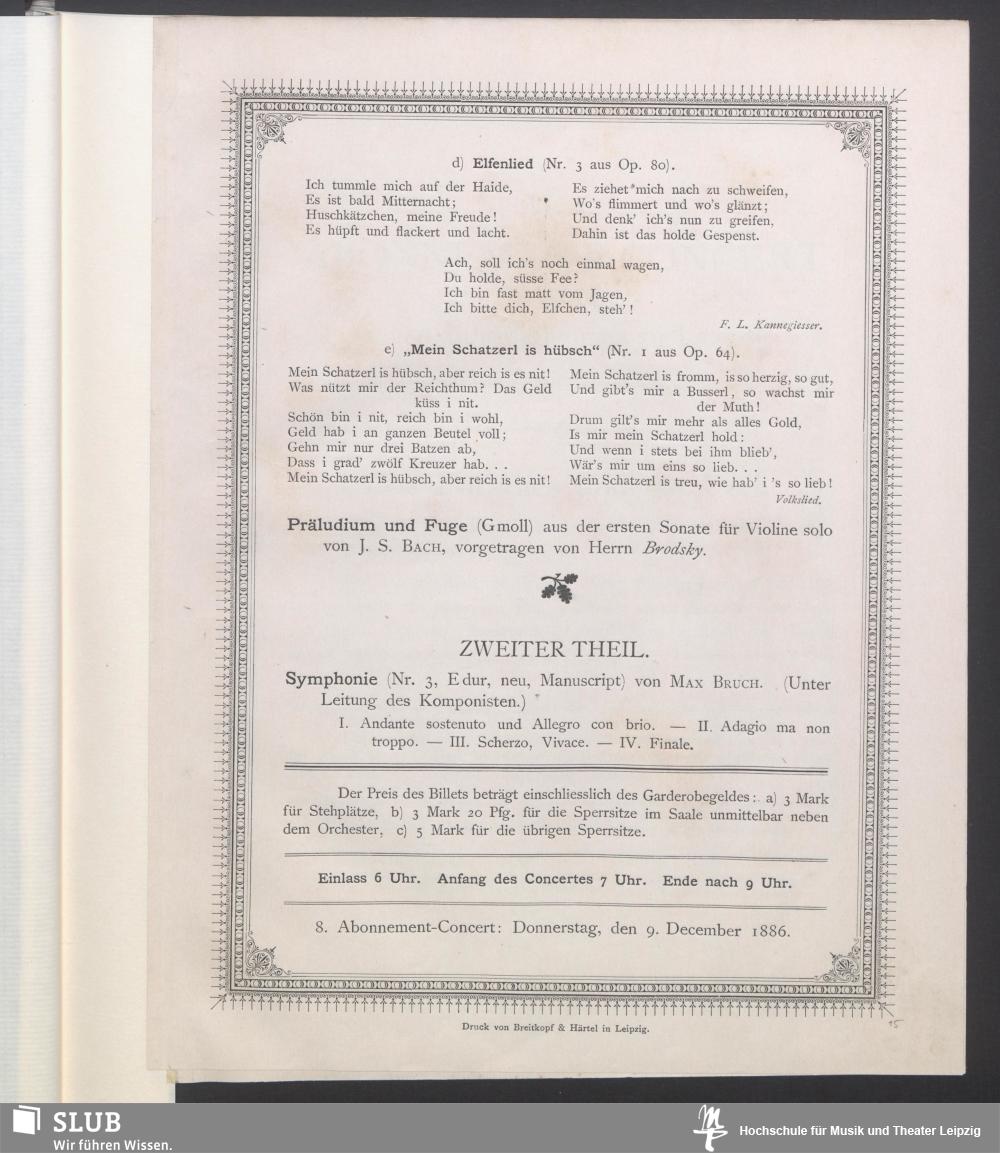 d) Elfenlied (Nr. 3 aus Op. 80).
Ich tummle mich auf der Haide,
Es ist bald Mitternacht;
Huschkätzchen, meine Freude!
Es hüpft und flackert und lacht.
Es ziehet mich nach zu schweifen,
Wo's flimmert und wo's glänzt;
Und denk' ich's nun zu greifen,
Dahin ist das holde Gespenst.
Ach, soll ich's noch einmal wagen,
Du holde, süsse Fee?
Ich bin fast matt vom Jagen,
Ich bitte dich, Elfchen, steh'!
F. L. Kannegiesser.
e) „Mein Schatzerl is hübsch“ (Nr. 1 aus Op. 64).
Mein Schatzerl is hübsch, aber reich is es nit!
Was nützt mir der Reichthum? Das Geld
küss i nit.
Schön bin i nit, reich bin i wohl,
Geld hab i an ganzen Beutel voll;
Gehn mir nur drei Batzen ab,
Dass i grad' zwölf Kreuzer hab. . .
Mein Schatzerl is hübsch, aber reich is es nit!
Mein Schatzerl is fromm, is so herzig, so gut,
Und gibt's mir a Busserl, so wachst mir
der Muth!
Drum gilt's mir mehr als alles Gold,
Is mir mein Schatzerl hold:
Und wenn i stets bei ihm blieb',
Wär's mir um eins so lieb. . .
Mein Schatzerl is treu, wie hab' i 's so lieb!
Volkslied.
Präludium und Fuge (G moll) aus der ersten Sonate für Violine solo
von J. S. BACH, vorgetragen von Herrn Brodsky.
ZWEITER THEIL.
Symphonie (Nr. 3, E dur, neu, Manuscript) von MAX BRUCH. (Unter
Leitung des Komponisten.)
I. Andante sostenuto und Allegro con brio. — II. Adagio ma non
troppo. — III. Scherzo, Vivace. — IV. Finale.
Der Preis des Billets beträgt einschliesslich des Garderobegeldes: a) 3 Mark
für Stehplätze, b) 3 Mark 20 Pfg. für die Sperrsitze im Saale unmittelbar neben
dem Orchester, c) 5 Mark für die übrigen Sperrsitze.
Einlass 6 Uhr. Anfang des Concertes 7 Uhr. Ende nach 9 Uhr.
8. Abonnement-Concert: Donnerstag, den 9. December 1886.
Druck von Breitkopf & Härtel in Leipzig.
SLUB
Wir führen Wissen.
Hochschule für Musik und Theater Leipzig